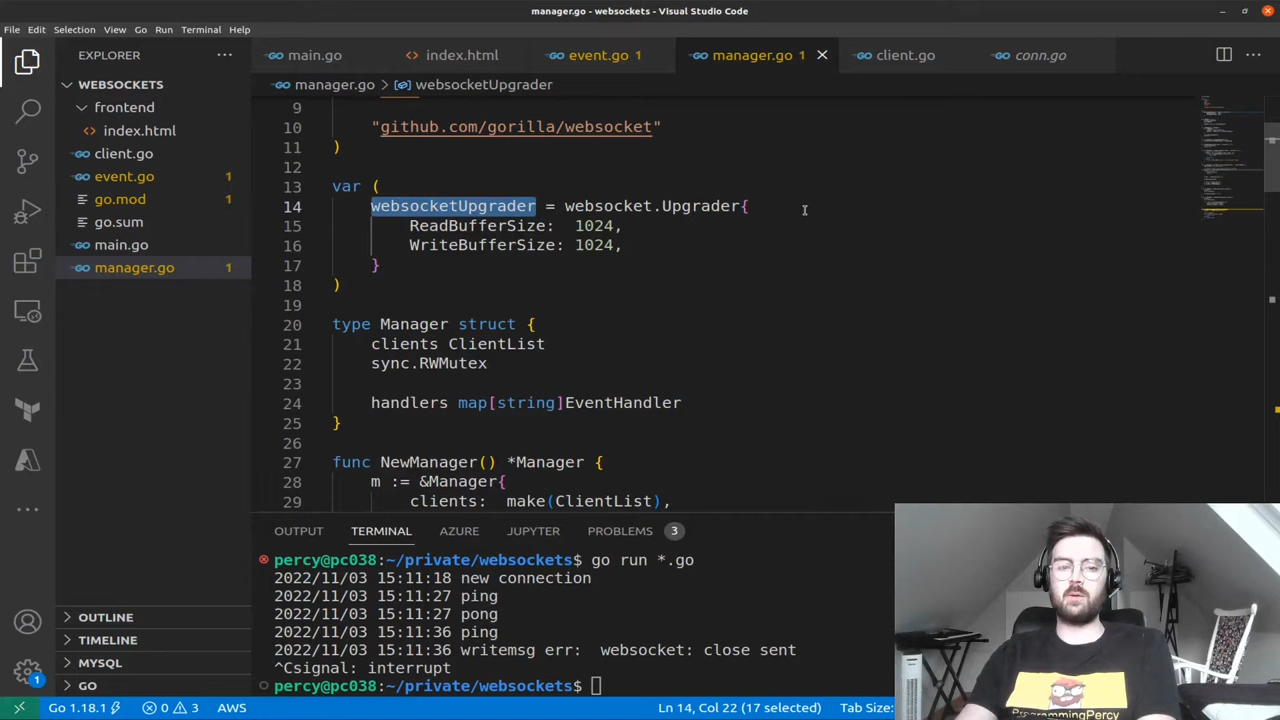 manager.go - websockets - Visual Studio Code
File Edit Selection View Go Run Terminal Help
EXPLORER
WEBSOCKETS
frontend
index.html
client.go
event.go 1
go.mod 1
go.sum
main.go
manager.go 1
OUTLINE
TIMELINE
MYSQL
GO
1
main.go index.html event.go 1 manager.go 1 client.go conn.go
manager.go > websocketUpgrader
9
10 "github.com/gorilla/websocket"
11 )
12
13 var (
14 websocketUpgrader = websocket.Upgrader{
15 ReadBufferSize: 1024,
16 WriteBufferSize: 1024,
17 }
18 )
19
20 type Manager struct {
21 clients ClientList
22 sync.RWMutex
23
24 handlers map[string]EventHandler
25 }
26
27 func NewManager() *Manager {
28 m := &Manager{
29 clients: make(ClientList),
OUTPUT TERMINAL AZURE JUPYTER PROBLEMS 3
percy@pc038:~/private/websockets$ go run *.go
2022/11/03 15:11:18 new connection
2022/11/03 15:11:27 ping
2022/11/03 15:11:27 pong
2022/11/03 15:11:36 ping
2022/11/03 15:11:36 writemsg err:  websocket: close sent
^Csignal: interrupt
percy@pc038:~/private/websockets$
ProgrammingPercy
Go 1.18.1 0 3 AWS Ln 14, Col 22 (17 selected) Tab Size: